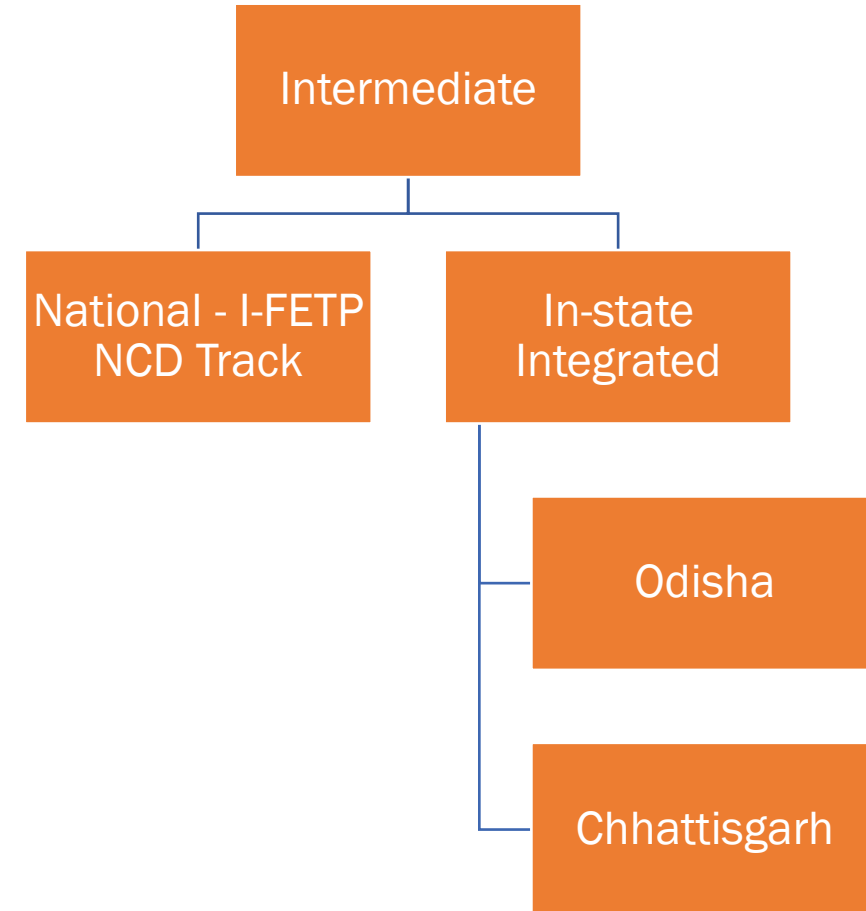 Intermediate
National - I-FETP
NCD Track
In-state
Integrated
Odisha
Chhattisgarh